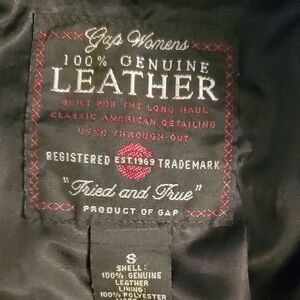 Gap Womens
100% GENUINE
LEATHER
BUILT FOR THE LONG HAUL
CLASSIC AMERICAN DETAILING
USED THROUGH-OUT
REGISTERED EST.1969 TRADEMARK
"Tried and True"
PRODUCT OF GAP
S
SHELL:
100% GENUINE
LEATHER
LINING:
100% POLYESTER